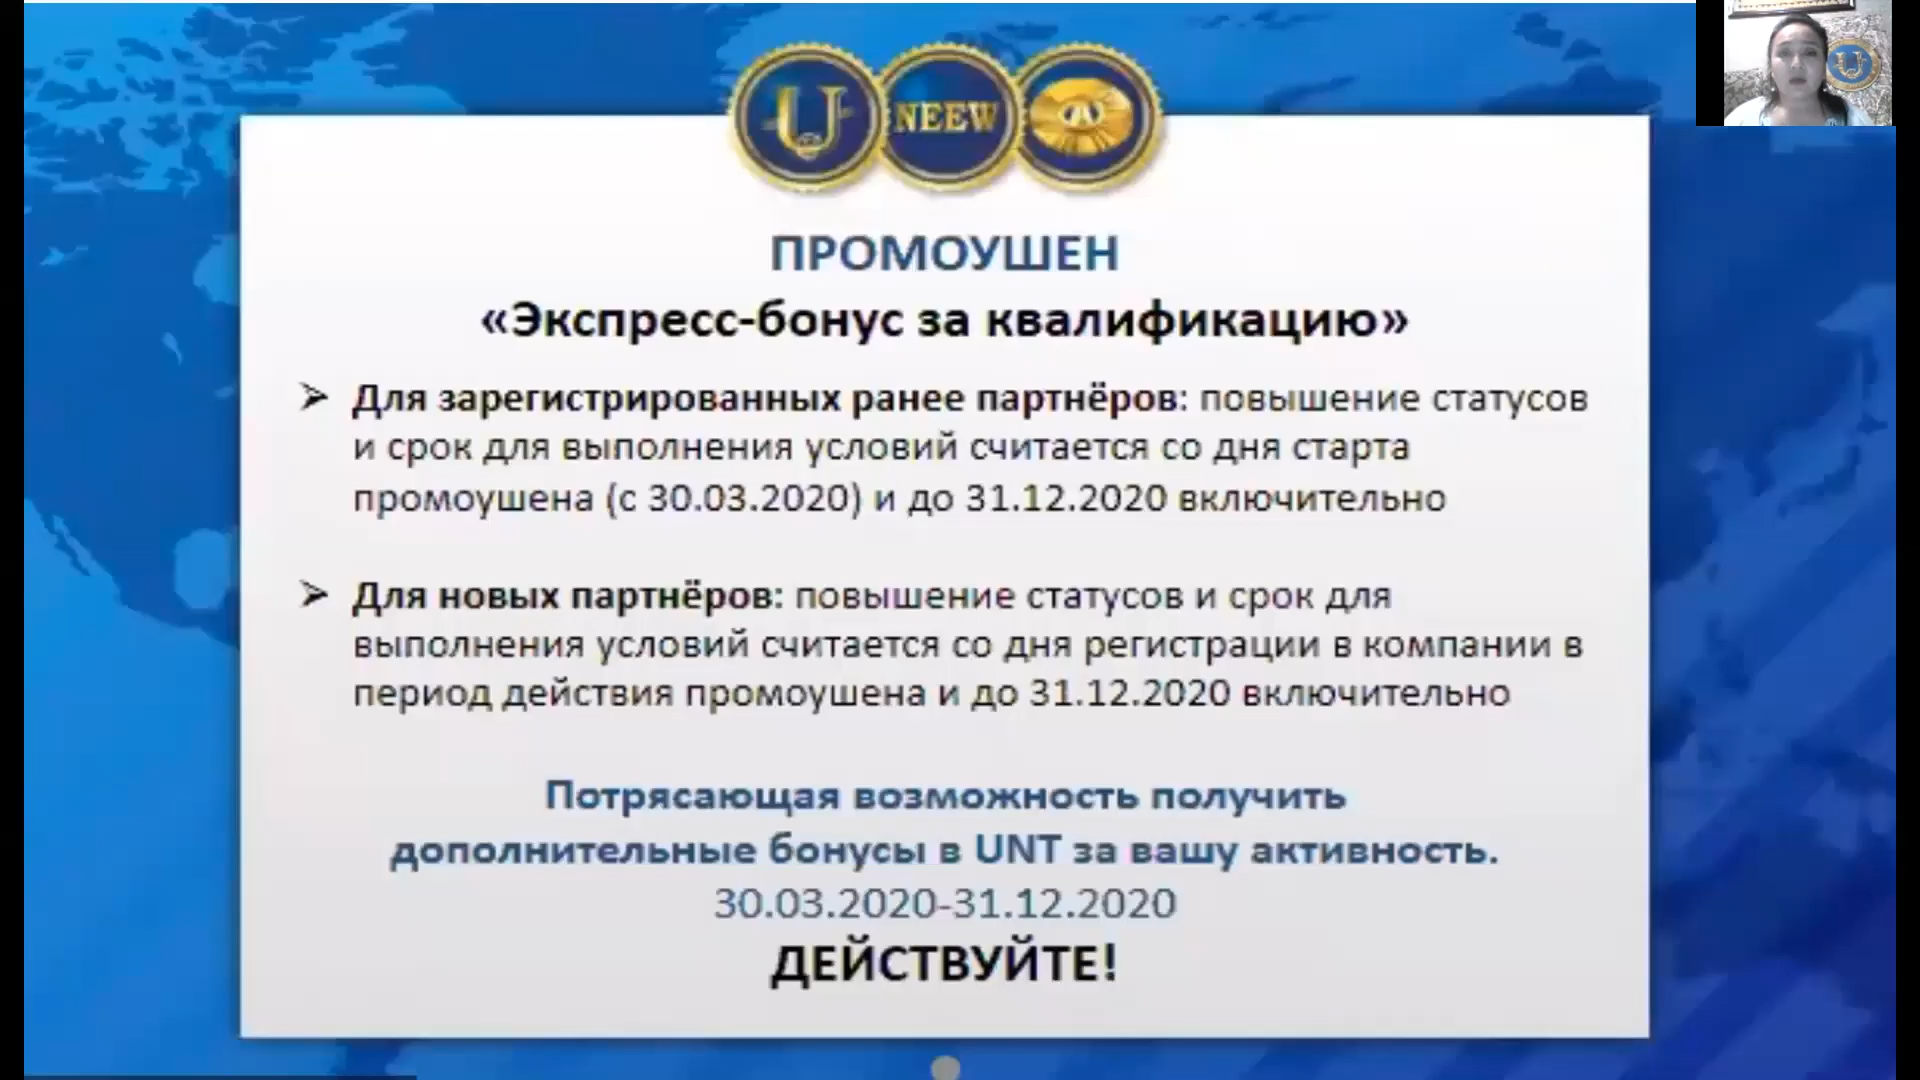 U
NEEW
ПРОМОУШЕН
«Экспресс-бонус за квалификацию»
➢ Для зарегистрированных ранее партнёров: повышение статусов
и срок для выполнения условий считается со дня старта
промоушена (с 30.03.2020) и до 31.12.2020 включительно
➢ Для новых партнёров: повышение статусов и срок для
выполнения условий считается со дня регистрации в компании в
период действия промоушена и до 31.12.2020 включительно
Потрясающая возможность получить
дополнительные бонусы в UNT за вашу активность.
30.03.2020-31.12.2020
ДЕЙСТВУЙТЕ!